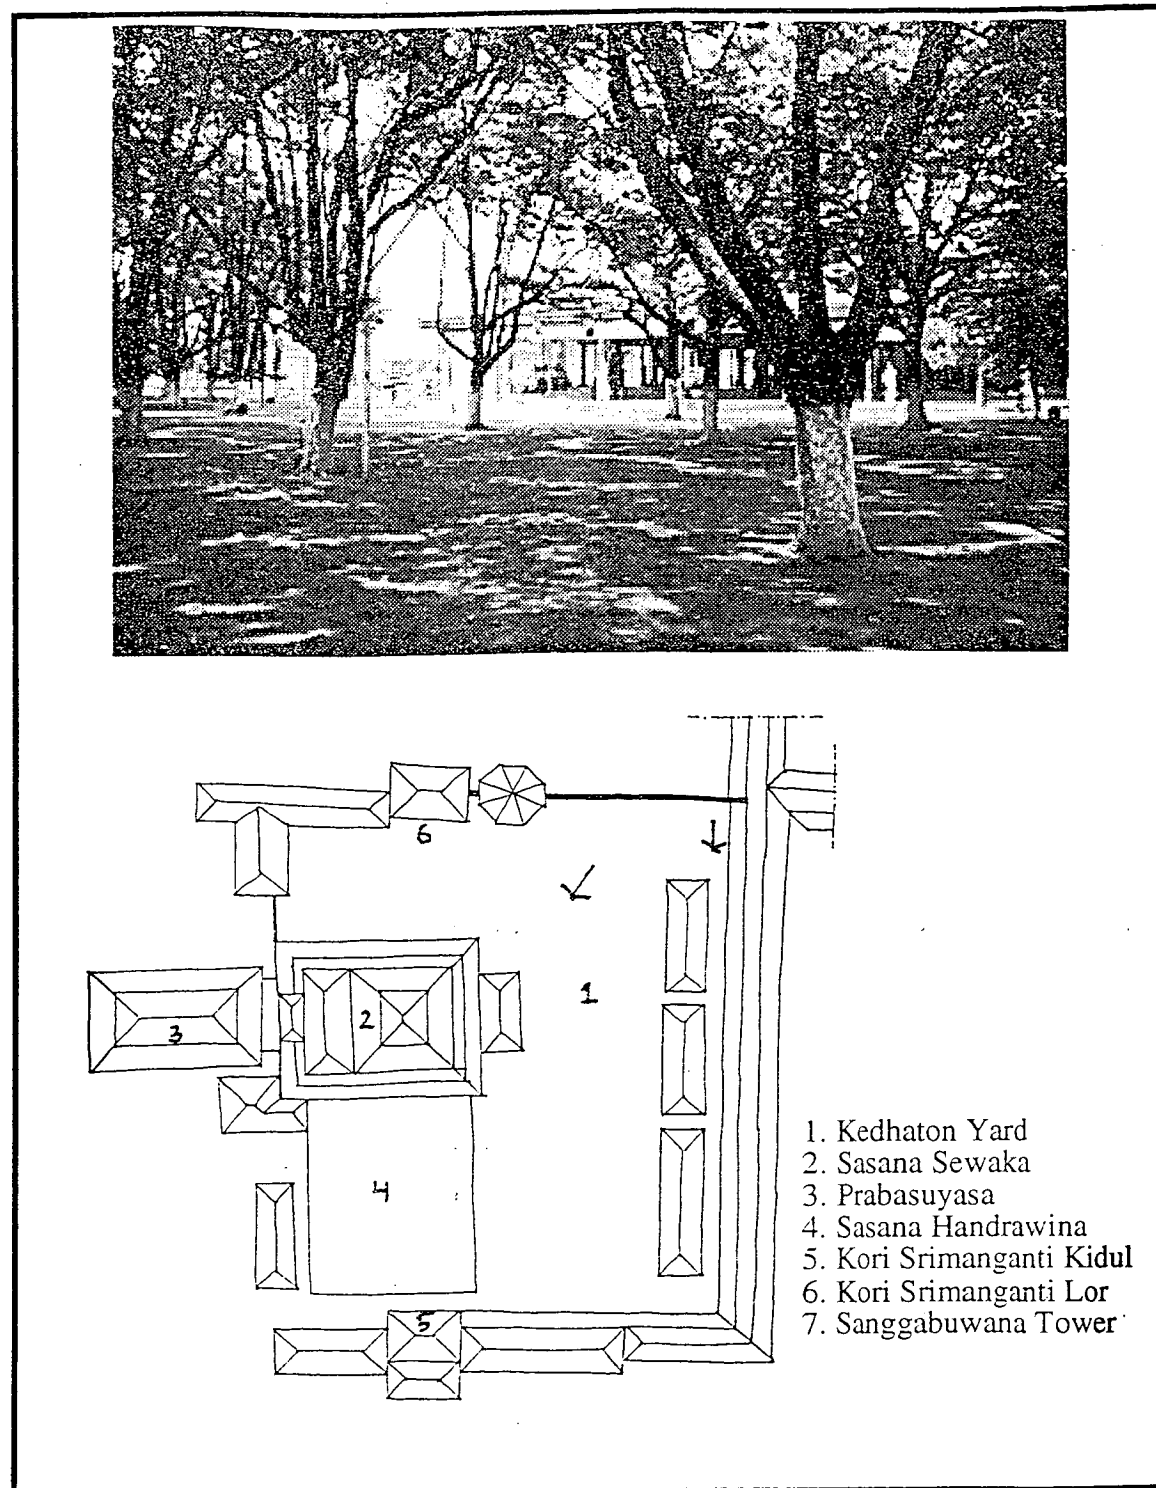 6
1
2
3
4
5
1. Kedhaton Yard
2. Sasana Sewaka
3. Prabasuyasa
4. Sasana Handrawina
5. Kori Srimanganti Kidul
6. Kori Srimanganti Lor
7. Sanggabuwana Tower